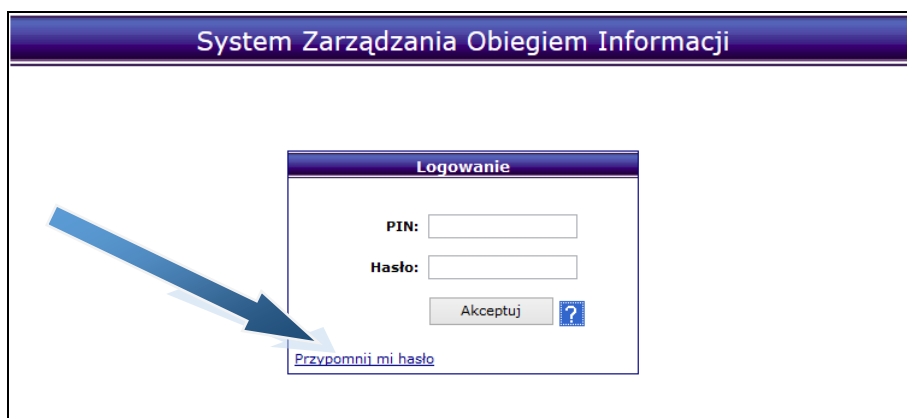 System Zarządzania Obiegiem Informacji
Logowanie
PIN:
Hasło:
Akceptuj
?
Przypomnij mi hasło